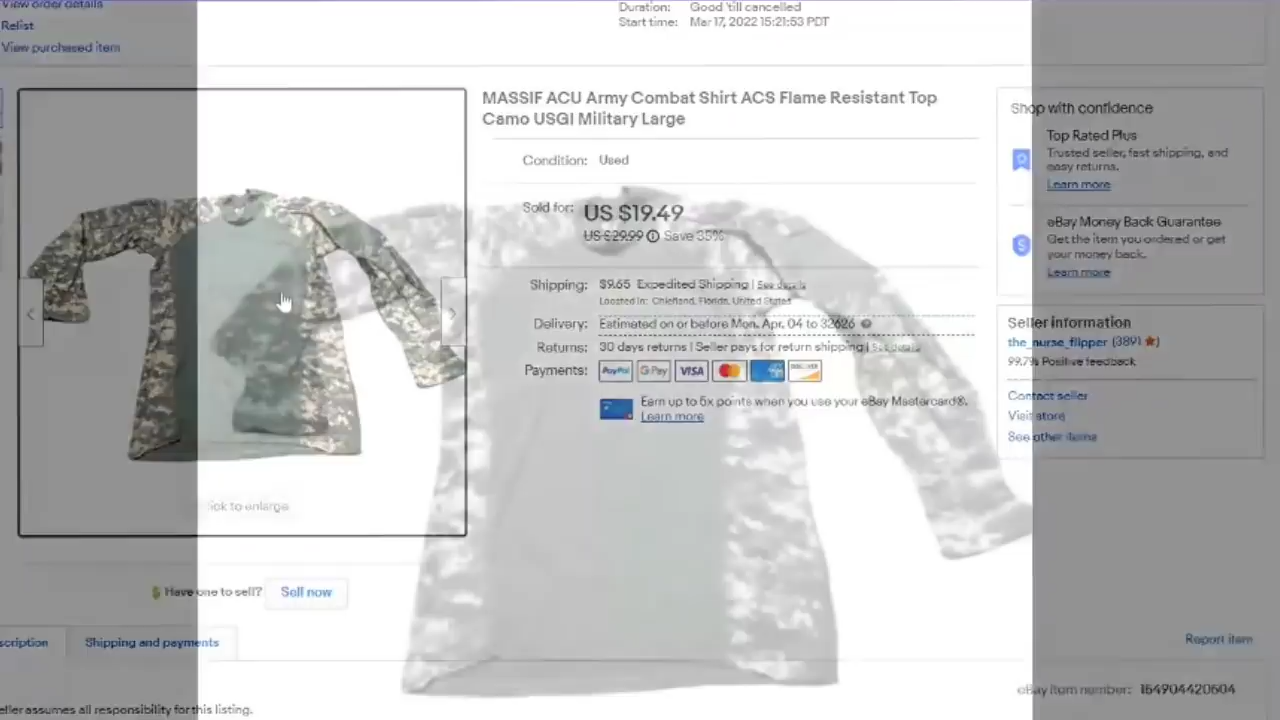 View order details
Relist
View purchased item
Duration: Good 'till cancelled
Start time: Mar 17, 2022 15:21:53 PDT
MASSIF ACU Army Combat Shirt ACS Flame Resistant Top
Camo USGI Military Large
Condition: Used
Sold for: US $19.49
US $29.99 Save 35%
Shipping: $9.65 Expedited Shipping | See details
Located in: Chiefland, Florida, United States
Delivery: Estimated on or before Mon. Apr. 04 to 32626
Returns: 30 days returns | Seller pays for return shipping | See details
Payments: PayPal G Pay VISA DISCOVER
Earn up to 5x points when you use your eBay Mastercard®.
Learn more
Shop with confidence
Top Rated Plus
Trusted seller, fast shipping, and
easy returns.
Learn more
eBay Money Back Guarantee
Get the item you ordered or get
your money back.
Learn more
Seller information
the_nurse_flipper (3891)
99.7% Positive feedback
Contact seller
Visit store
See other items
ick to enlarge
Have one to sell? Sell now
scription
Shipping and payments
Report item
eBay item number: 154904420604
eller assumes all responsibility for this listing.